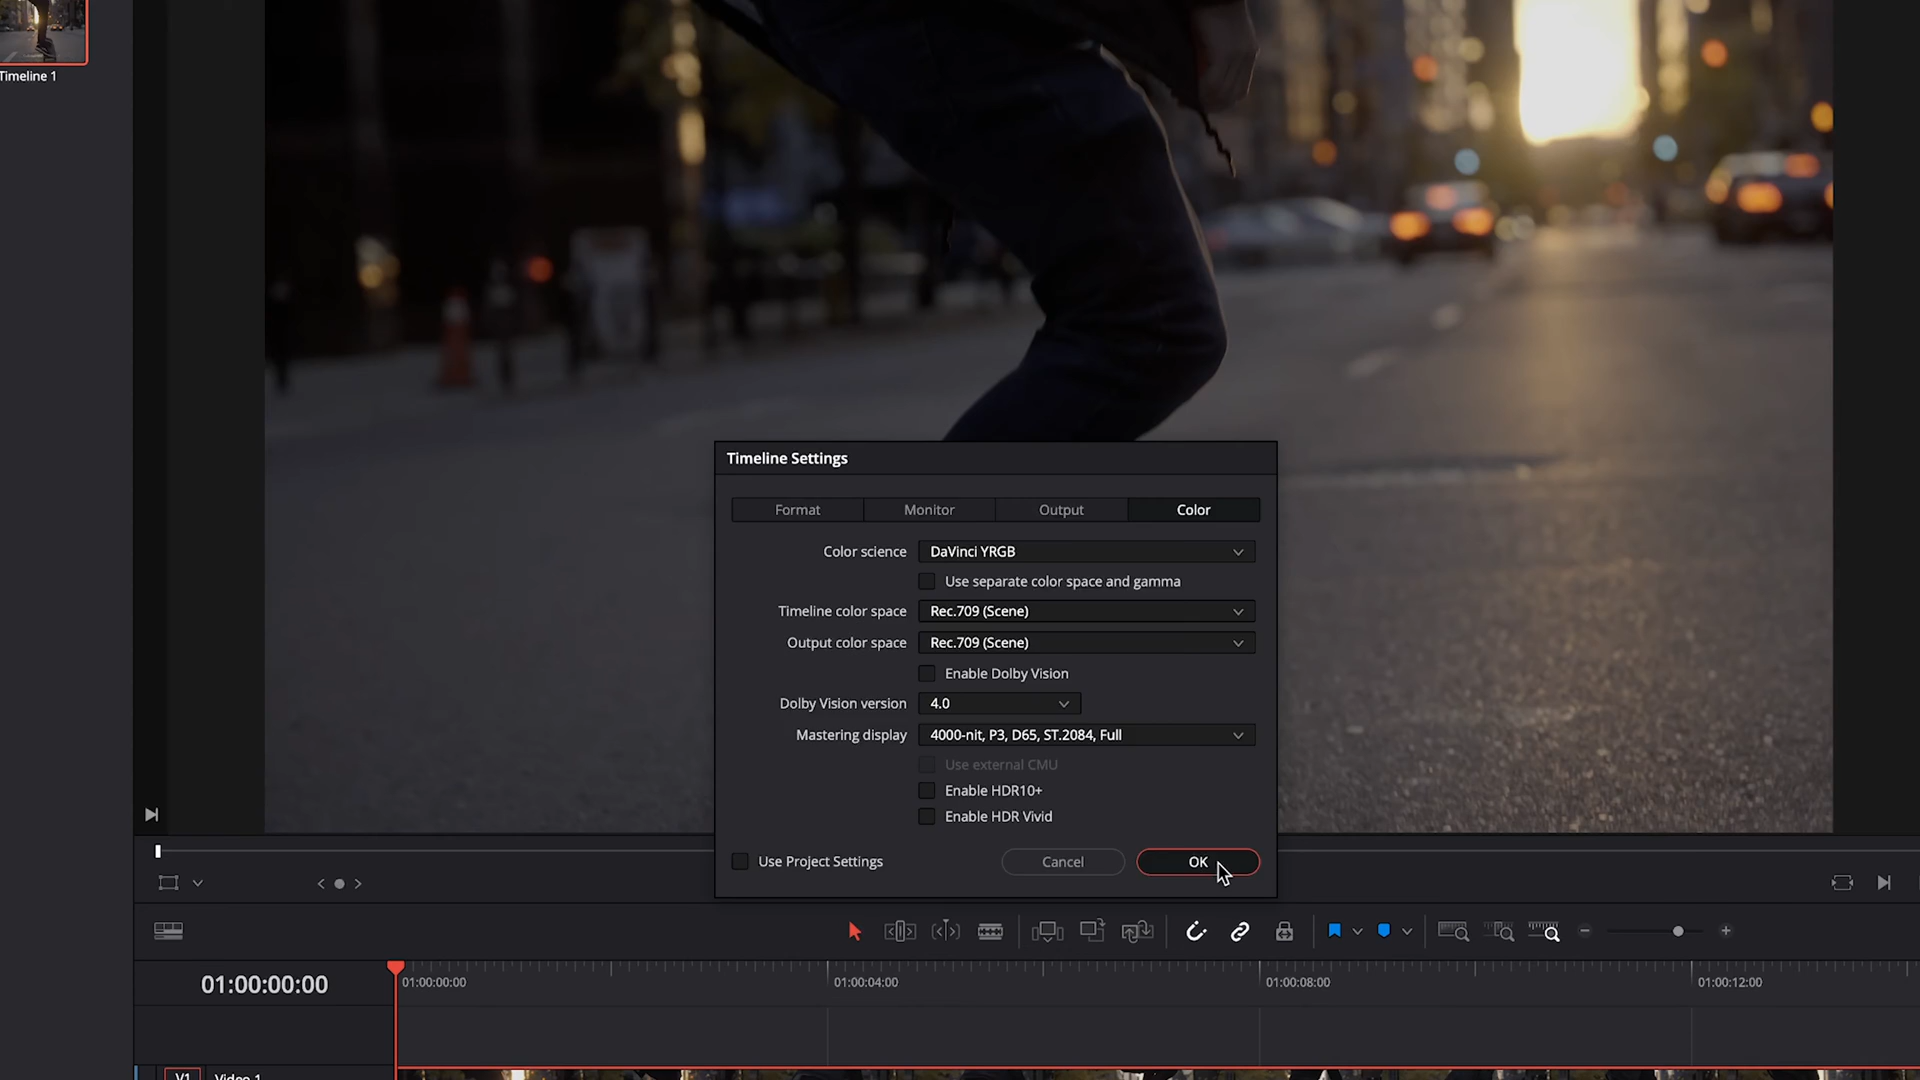 Timeline 1
Timeline Settings
Format Monitor Output Color
Color science DaVinci YRGB
Use separate color space and gamma
Timeline color space Rec.709 (Scene)
Output color space Rec.709 (Scene)
Enable Dolby Vision
Dolby Vision version 4.0
Mastering display 4000-nit, P3, D65, ST.2084, Full
Use external CMU
Enable HDR10+
Enable HDR Vivid
Use Project Settings Cancel OK
01:00:00:00 01:00:00:00 01:00:04:00 01:00:08:00 01:00:12:00
V1 Video 1